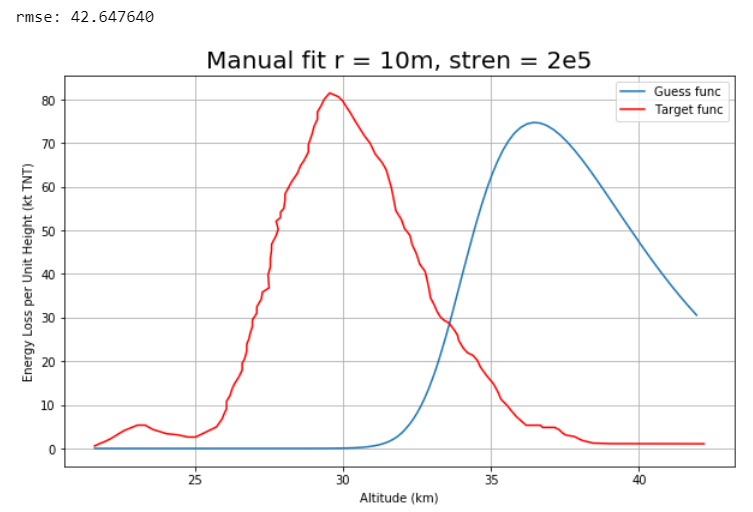 rmse: 42.647640
Manual fit r = 10m, stren = 2e5
Guess func
Target func
Energy Loss per Unit Height (kt TNT)
80
70
60
50
40
30
20
10
0
25
30
35
40
Altitude (km)